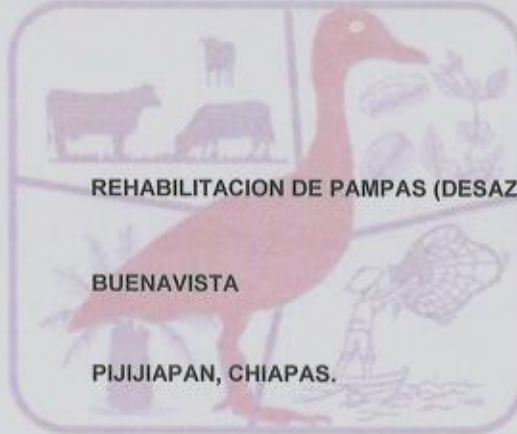 REHABILITACION DE PAMPAS (DESAZ
BUENAVISTA
PIJIJIAPAN, CHIAPAS.